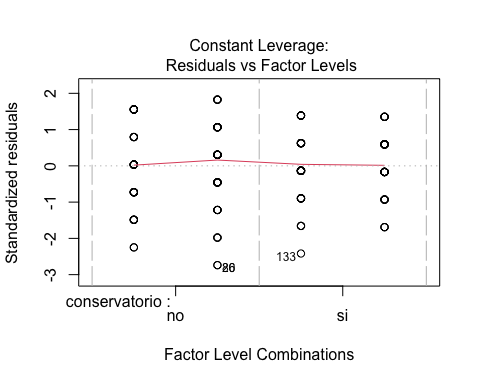 Constant Leverage:
Residuals vs Factor Levels
Standardized residuals
2
1
0
-1
-2
-3
133
conservatorio :
no
si
Factor Level Combinations